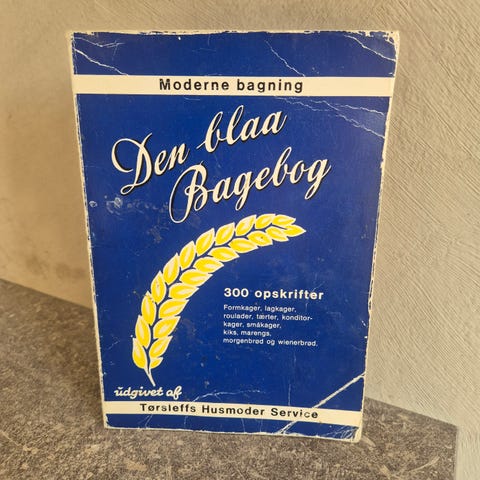 Moderne bagning
Den blaa
Bagebog
300 opskrifter
Formkager, lagkager,
roulader, tærter, konditor-
kager, småkager,
kiks, marengs,
morgenbrød og wienerbrød.
údgivet af
Tørsleffs Husmoder Service